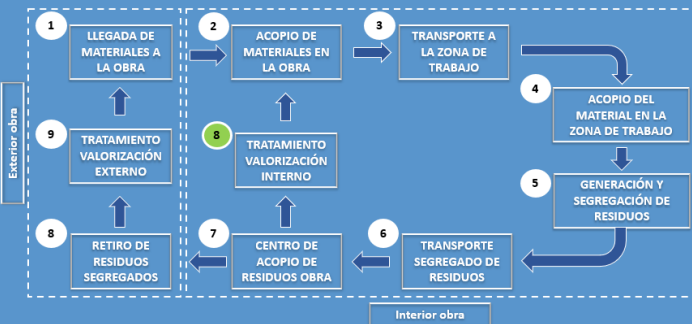 1
LLEGADA DE
MATERIALES A
LA OBRA
2
ACOPIO DE
MATERIALES EN
LA OBRA
3
TRANSPORTE A
LA ZONA DE
TRABAJO
4
ACOPIO DEL
MATERIAL EN LA
ZONA DE TRABAJO
5
GENERACIÓN Y
SEGREGACIÓN DE
RESIDUOS
6
TRANSPORTE
SEGREGADO DE
RESIDUOS
7
CENTRO DE
ACOPIO DE
RESIDUOS OBRA
8
TRATAMIENTO
VALORIZACIÓN
INTERNO
8
RETIRO DE
RESIDUOS
SEGREGADOS
9
TRATAMIENTO
VALORIZACIÓN
EXTERNO
Exterior obra
Interior obra